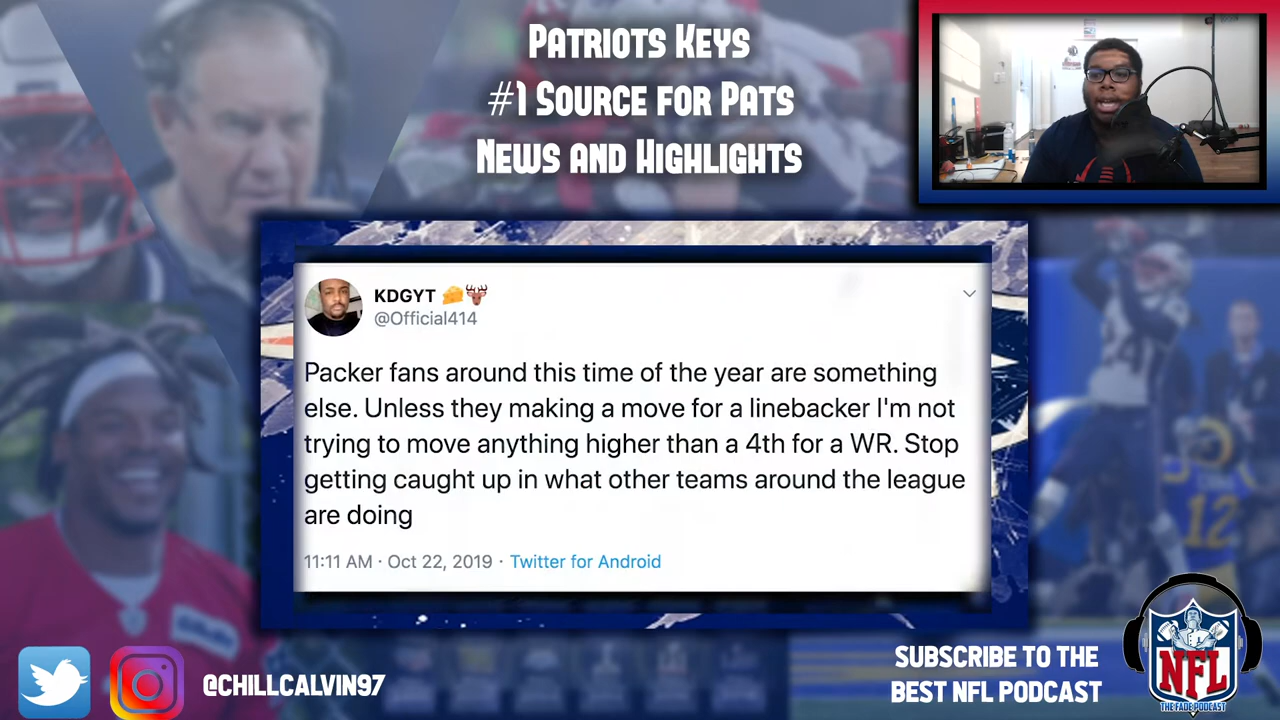 Patriots Keys
#1 Source for Pats
News and Highlights
KDGYT
@Official414
Packer fans around this time of the year are something
else. Unless they making a move for a linebacker I'm not
trying to move anything higher than a 4th for a WR. Stop
getting caught up in what other teams around the league
are doing
11:11 AM · Oct 22, 2019 · Twitter for Android
12
@CHILLCALVIN97
SUBSCRIBE TO THE
BEST NFL PODCAST
NFL
THE FADE PODCAST